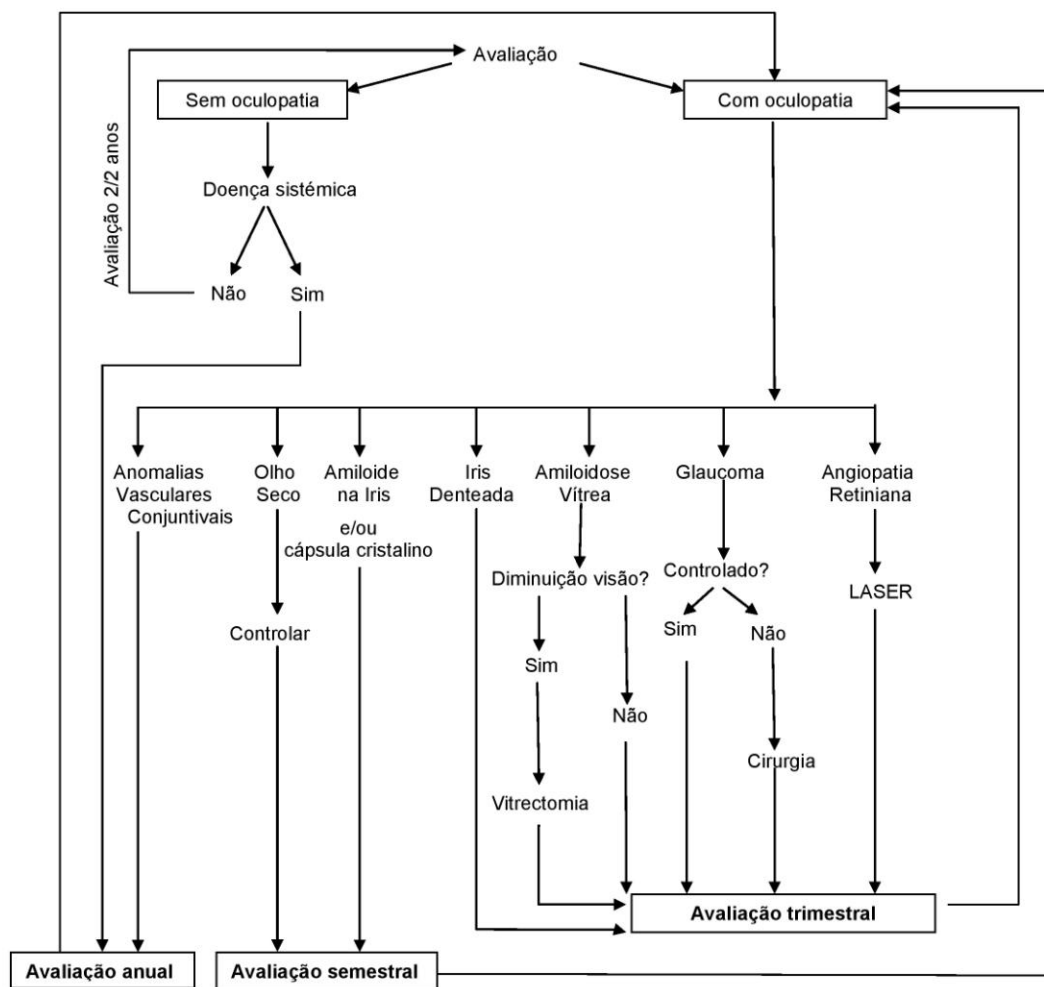 Avaliação
Sem oculopatia
Com oculopatia
Avaliação 2/2 anos
Doença sistémica
Não
Sim
Anomalias
Vasculares
Conjuntivais
Olho
Seco
Amiloide
na Iris
e/ou
cápsula cristalino
Iris
Denteada
Amiloidose
Vítrea
Glaucoma
Angiopatia
Retiniana
Diminuição visão?
Controlado?
LASER
Controlar
Sim
Não
Sim
Não
Cirurgia
Vitrectomia
Avaliação trimestral
Avaliação anual
Avaliação semestral